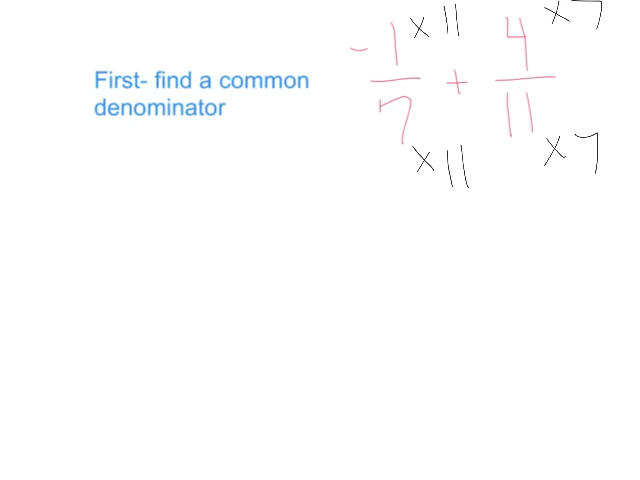 First- find a common
denominator
-1 x 11 + 4 x 7
7 x 11 11 x 7